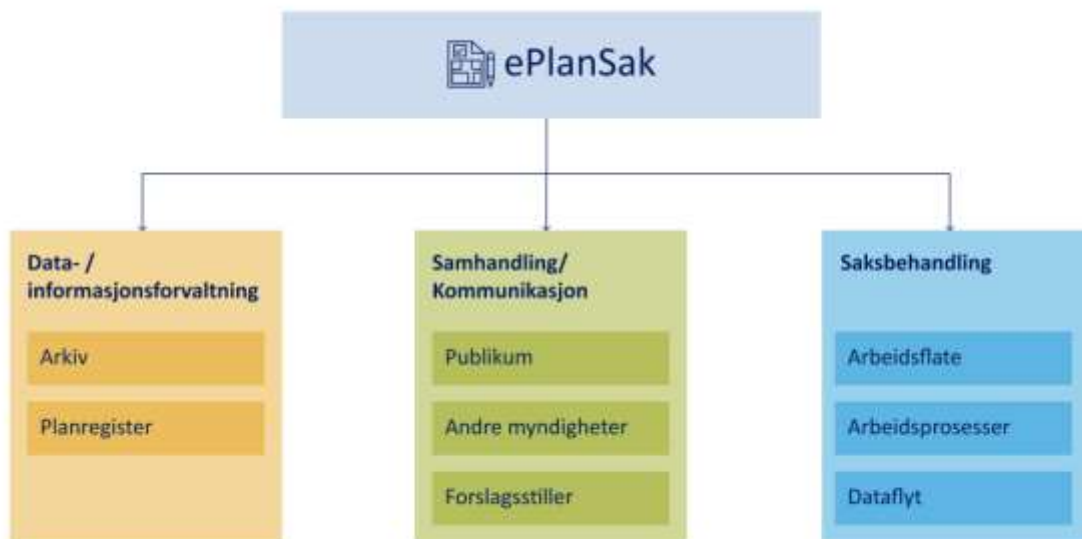 ePlanSak
Data- /
informasjonsforvaltning
Arkiv
Planregister
Samhandling/
Kommunikasjon
Publikum
Andre myndigheter
Forslagsstiller
Saksbehandling
Arbeidsflate
Arbeidsprosesser
Dataflyt